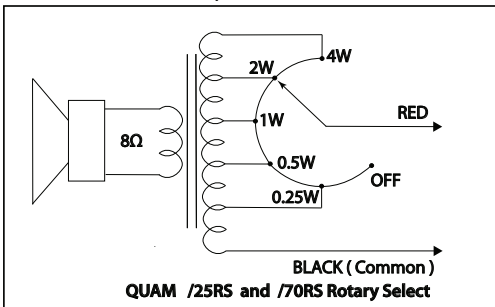 4W
2W
1W
RED
8Ω
0.5W
OFF
0.25W
BLACK ( Common )
QUAM /25RS and /70RS Rotary Select